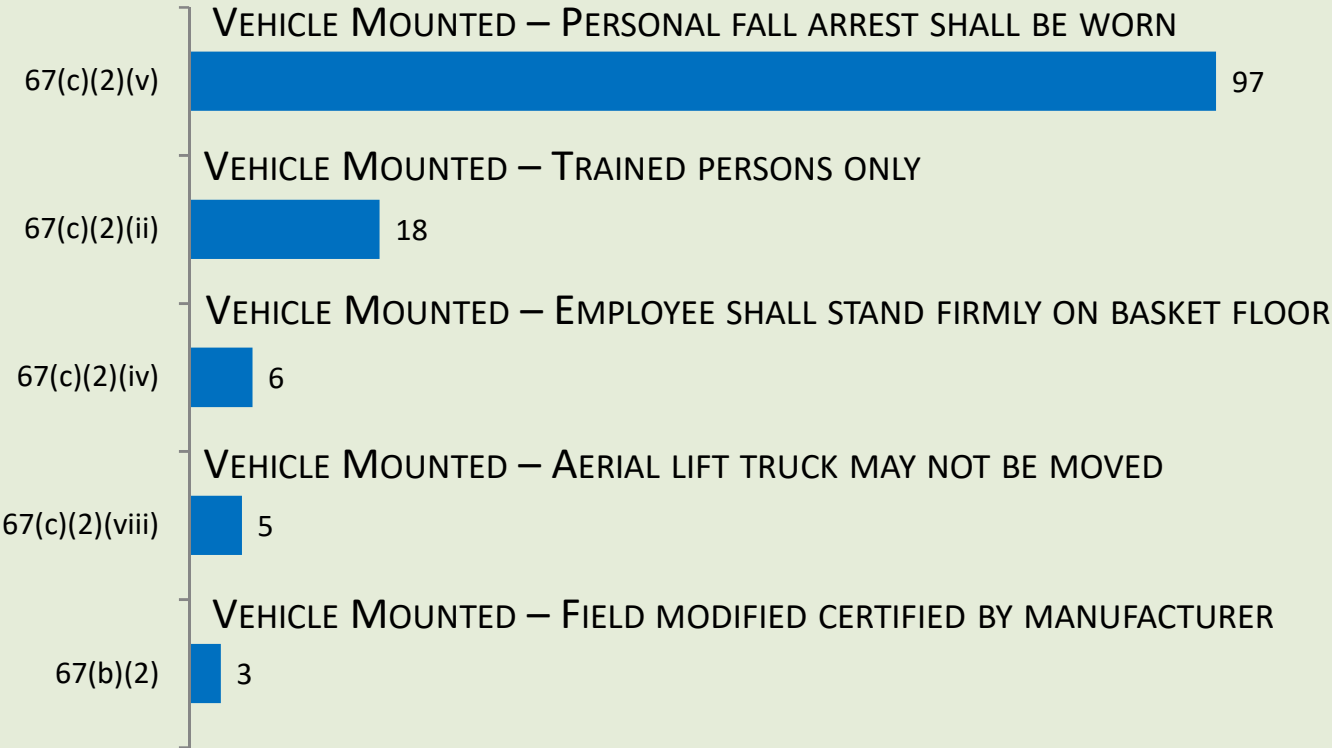 Vehicle Mounted – Personal fall arrest shall be worn
67(c)(2)(v)
97
Vehicle Mounted – Trained persons only
67(c)(2)(ii)
18
Vehicle Mounted – Employee shall stand firmly on basket floor
67(c)(2)(iv)
6
Vehicle Mounted – Aerial lift truck may not be moved
67(c)(2)(viii)
5
Vehicle Mounted – Field modified certified by manufacturer
67(b)(2)
3